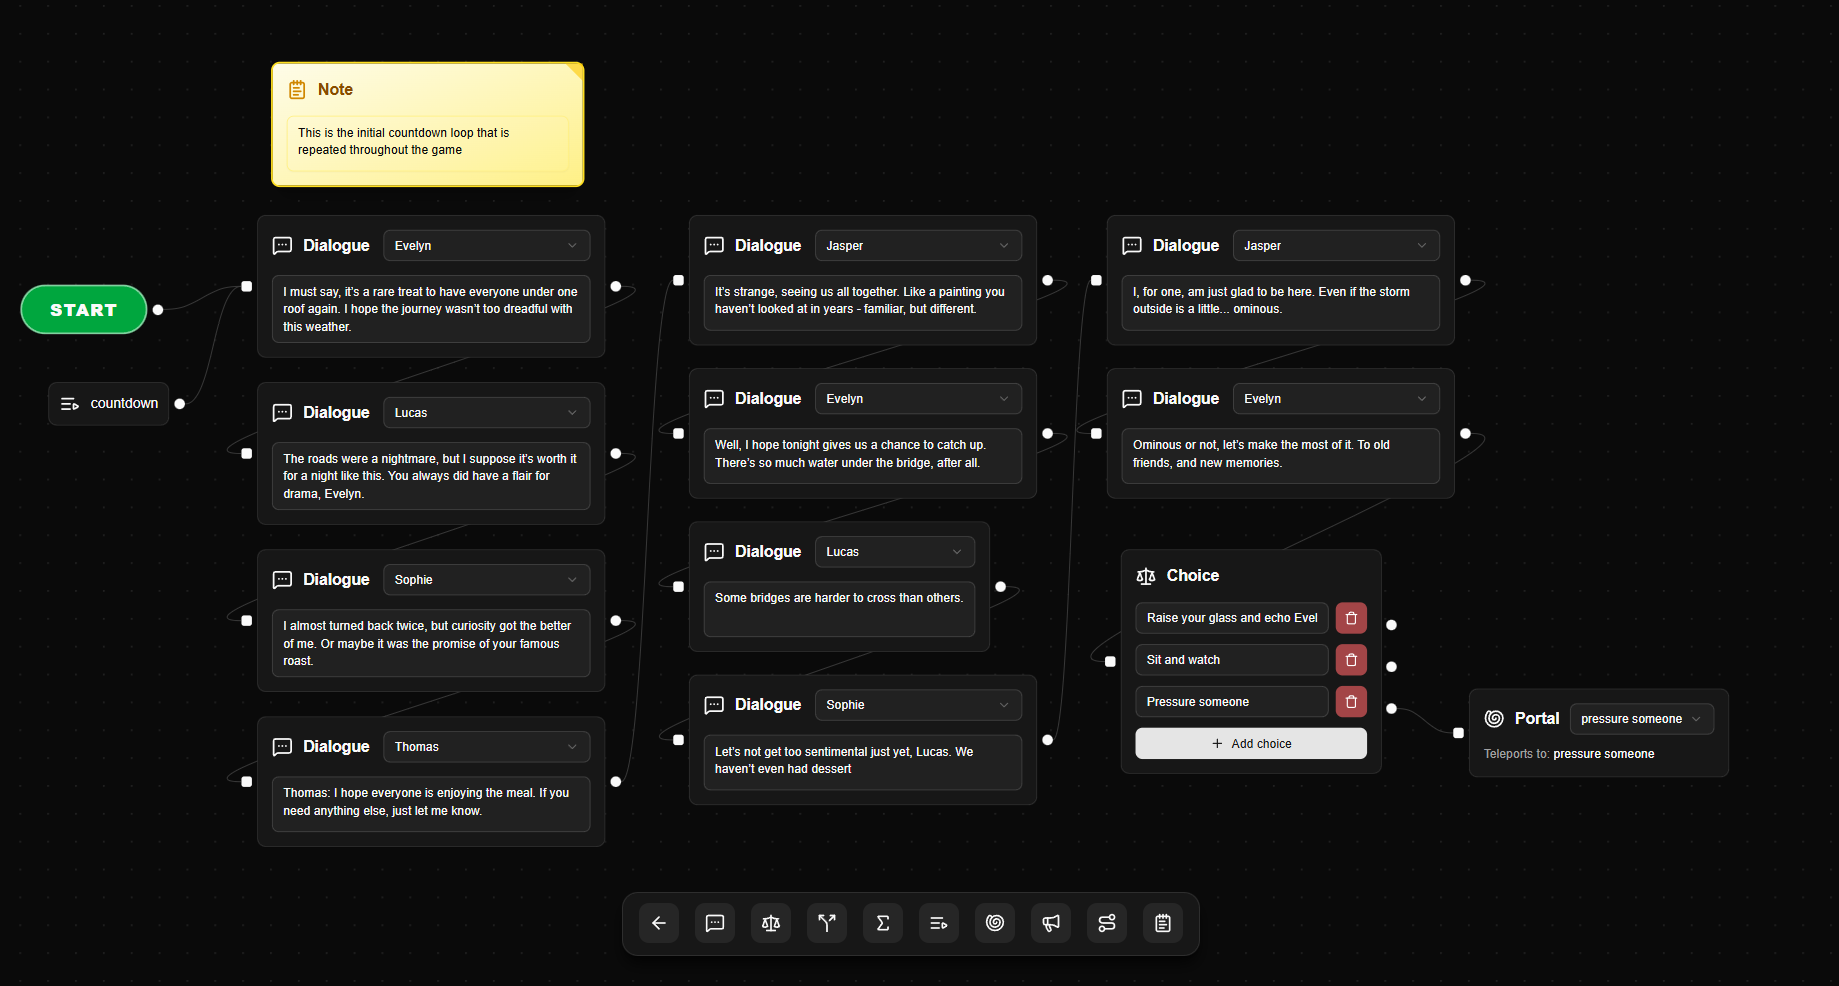 Note
This is the initial countdown loop that is
repeated throughout the game
START
countdown
Dialogue
Evelyn
I must say, it's a rare treat to have everyone under one
roof again. I hope the journey wasn't too dreadful with
this weather.
Dialogue
Lucas
The roads were a nightmare, but I suppose it's worth it
for a night like this. You always did have a flair for
drama, Evelyn.
Dialogue
Sophie
I almost turned back twice, but curiosity got the better
of me. Or maybe it was the promise of your famous
roast.
Dialogue
Thomas
Thomas: I hope everyone is enjoying the meal. If you
need anything else, just let me know.
Dialogue
Jasper
It's strange, seeing us all together. Like a painting you
haven't looked at in years - familiar, but different.
Dialogue
Evelyn
Well, I hope tonight gives us a chance to catch up.
There's so much water under the bridge, after all.
Dialogue
Lucas
Some bridges are harder to cross than others.
Dialogue
Sophie
Let's not get too sentimental just yet, Lucas. We
haven't even had dessert
Dialogue
Jasper
I, for one, am just glad to be here. Even if the storm
outside is a little... ominous.
Dialogue
Evelyn
Ominous or not, let's make the most of it. To old
friends, and new memories.
Choice
Raise your glass and echo Evel
Sit and watch
Pressure someone
Add choice
Portal
pressure someone
Teleports to: pressure someone